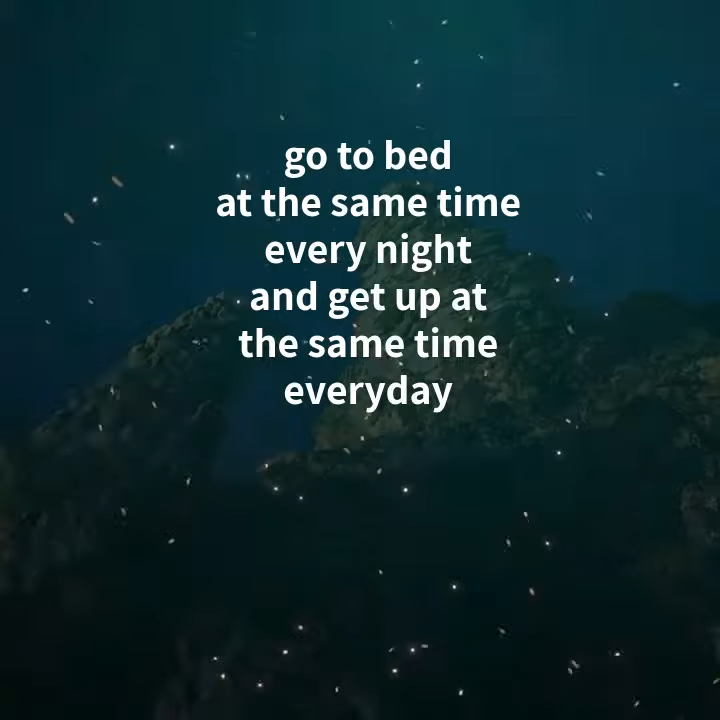 go to bed
at the same time
every night
and get up at
the same time
everyday